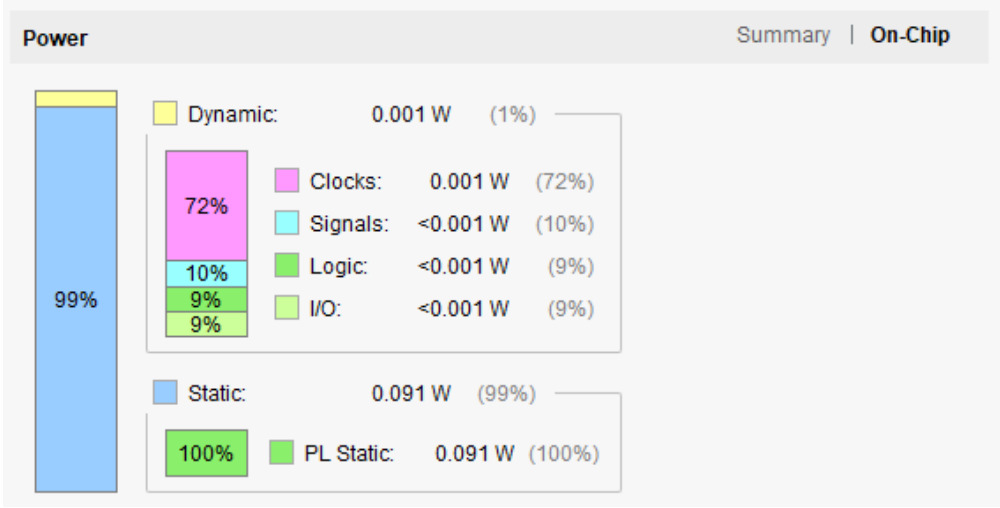 Power Summary | On-Chip
Dynamic: 0.001 W (1%)
72% Clocks: 0.001 W (72%)
Signals: <0.001 W (10%)
10% Logic: <0.001 W (9%)
9% I/O: <0.001 W (9%)
9%
99%
Static: 0.091 W (99%)
100% PL Static: 0.091 W (100%)